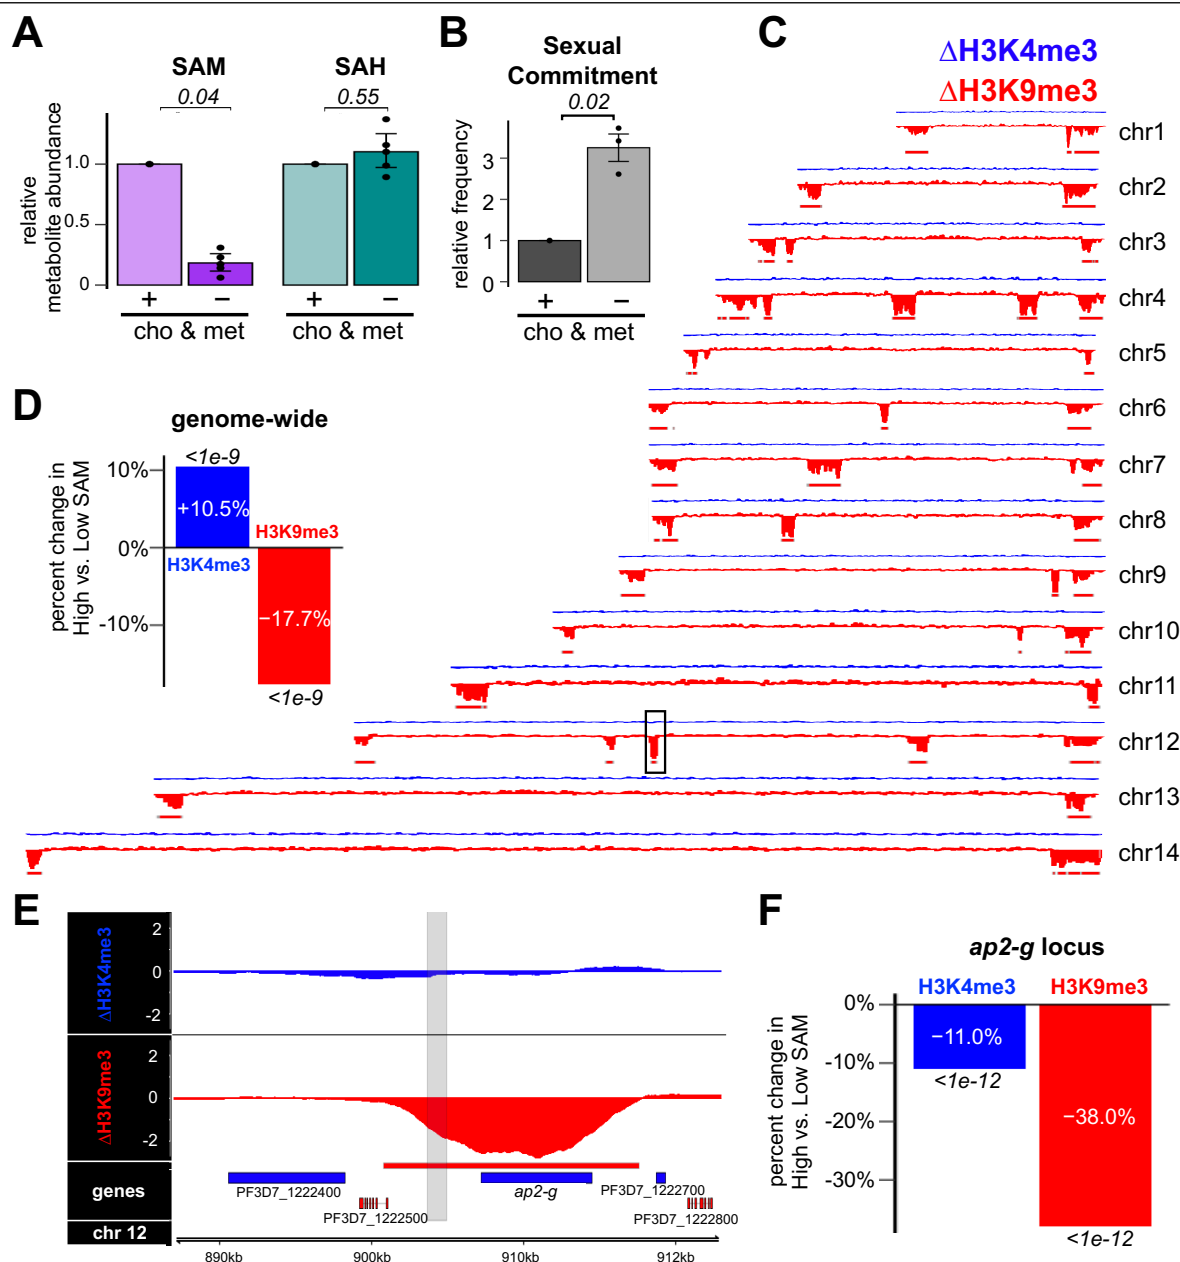 A
SAM
SAH
0.04
0.55
relative
metabolite abundance
1.0
0.5
0
+
−
+
−
cho & met
cho & met
B
Sexual
Commitment
0.02
relative frequency
3
2
1
0
+
−
cho & met
C
ΔH3K4me3
ΔH3K9me3
chr1
chr2
chr3
chr4
chr5
chr6
chr7
chr8
chr9
chr10
chr11
chr12
chr13
chr14
D
genome-wide
percent change in
High vs. Low SAM
<1e-9
10%
+10.5%
H3K9me3
0%
H3K4me3
-10%
−17.7%
<1e-9
E
ΔH3K4me3
2
0
-2
ΔH3K9me3
2
0
-2
genes
PF3D7_1222400
ap2-g
PF3D7_1222700
PF3D7_1222500
PF3D7_1222800
chr 12
890kb
900kb
910kb
912kb
F
ap2-g locus
H3K4me3
H3K9me3
percent change in
High vs. Low SAM
0%
-10%
-20%
-30%
−11.0%
<1e-12
−38.0%
<1e-12